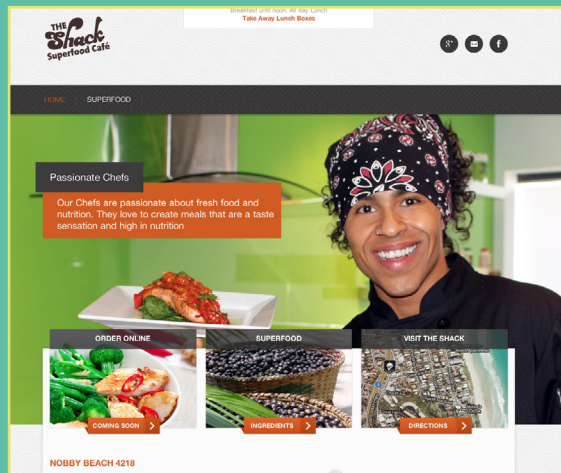 Breakfast until noon. All day Lunch
Take Away Lunch Boxes
THE
Shack
Superfood Café
HOME
SUPERFOOD
Passionate Chefs
Our Chefs are passionate about fresh food and
nutrition. They love to create meals that are a taste
sensation and high in nutrition
ORDER ONLINE
SUPERFOOD
VISIT THE SHACK
COMING SOON
INGREDIENTS
DIRECTIONS
NOBBY BEACH 4218